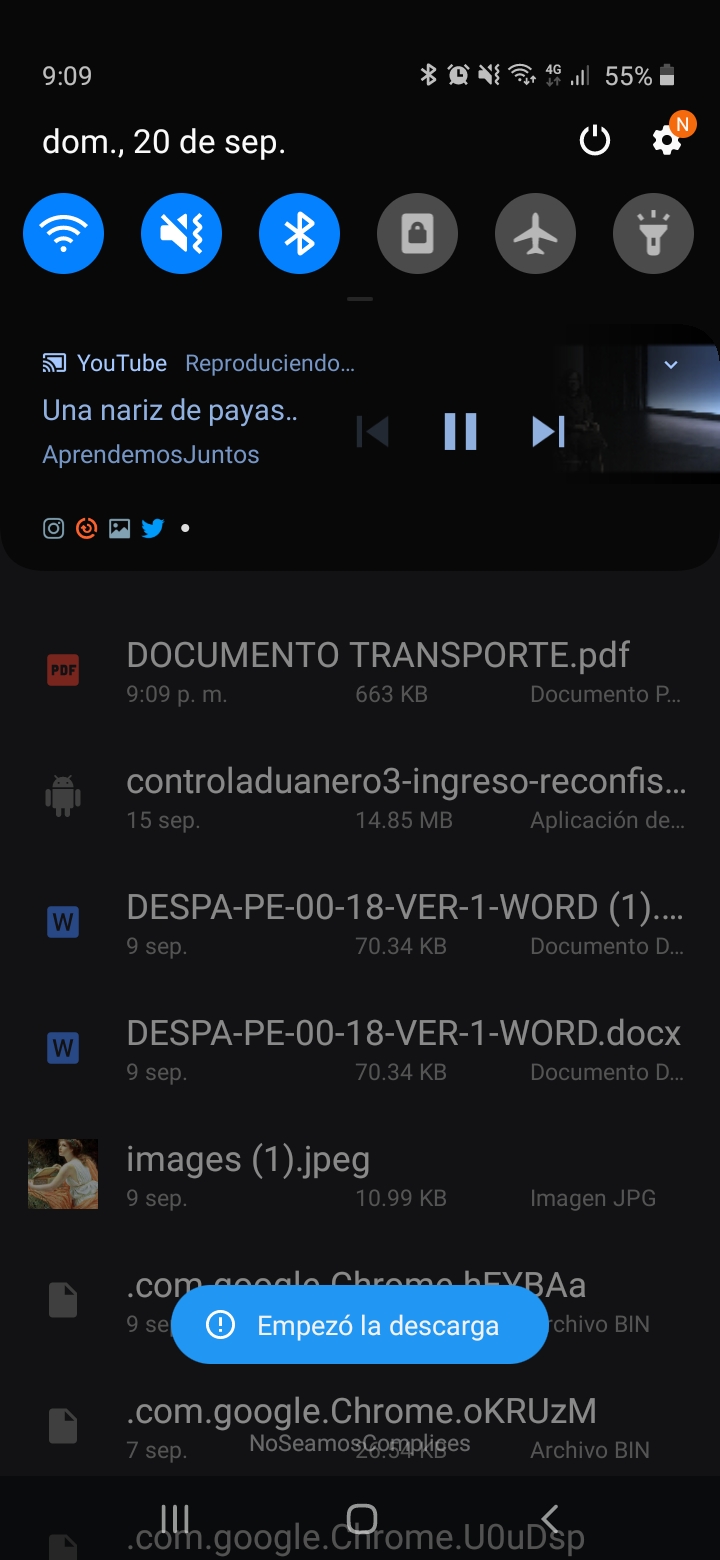 9:09 4G 55%
dom., 20 de sep. N
YouTube Reproduciendo...
Una nariz de payas..
AprendemosJuntos
PDF DOCUMENTO TRANSPORTE.pdf
9:09 p. m. 663 KB Documento P...
controladuanero3-ingreso-reconfis...
15 sep. 14.85 MB Aplicación de...
W DESPA-PE-00-18-VER-1-WORD (1)....
9 sep. 70.34 KB Documento D...
W DESPA-PE-00-18-VER-1-WORD.docx
9 sep. 70.34 KB Documento D...
images (1).jpeg
9 sep. 10.99 KB Imagen JPG
.com.google.Chrome.hEYBAa
9 se rchivo BIN
Empezó la descarga
.com.google.Chrome.oKRUzM
7 sep. 26.54 KB Archivo BIN
NoSeamosComplices
.com.google.Chrome.U0uDsp